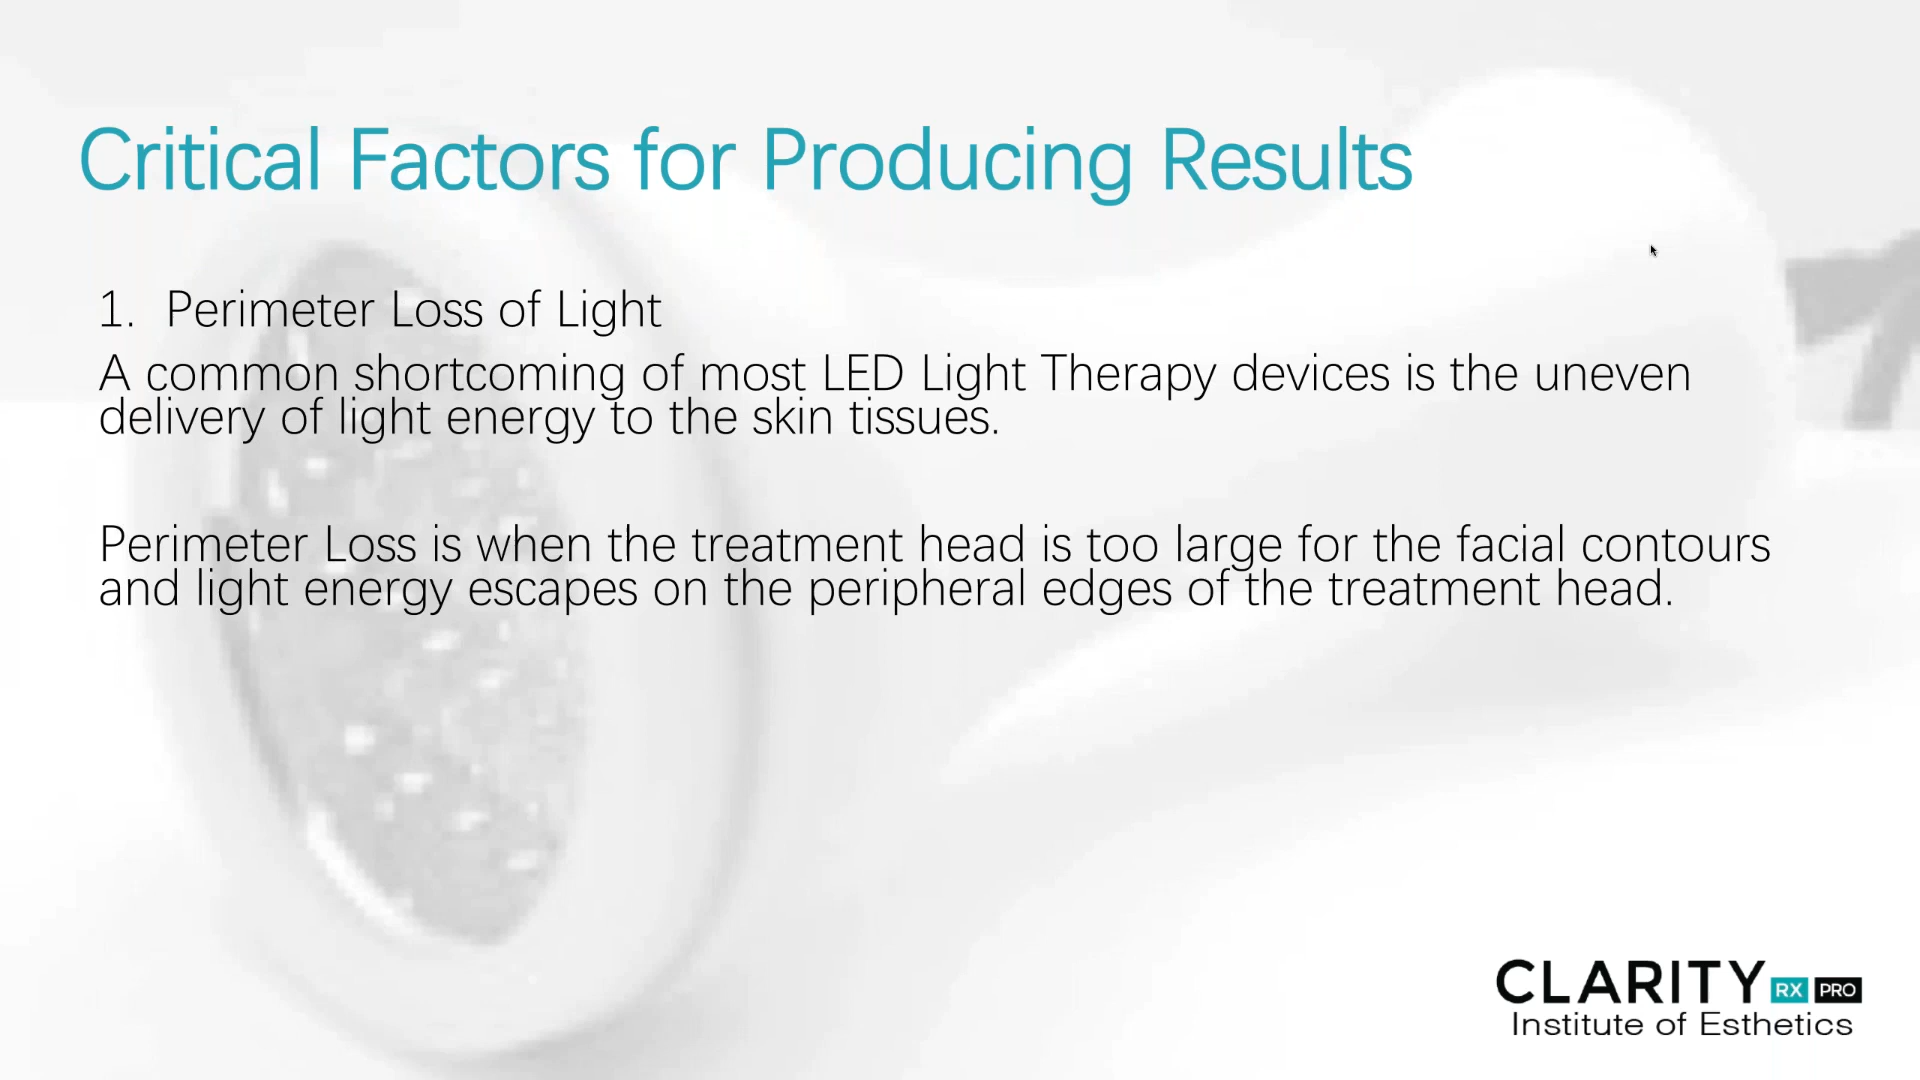 Critical Factors for Producing Results
1. Perimeter Loss of Light
A common shortcoming of most LED Light Therapy devices is the uneven
delivery of light energy to the skin tissues.
Perimeter Loss is when the treatment head is too large for the facial contours
and light energy escapes on the peripheral edges of the treatment head.
CLARITY RX PRO
Institute of Esthetics